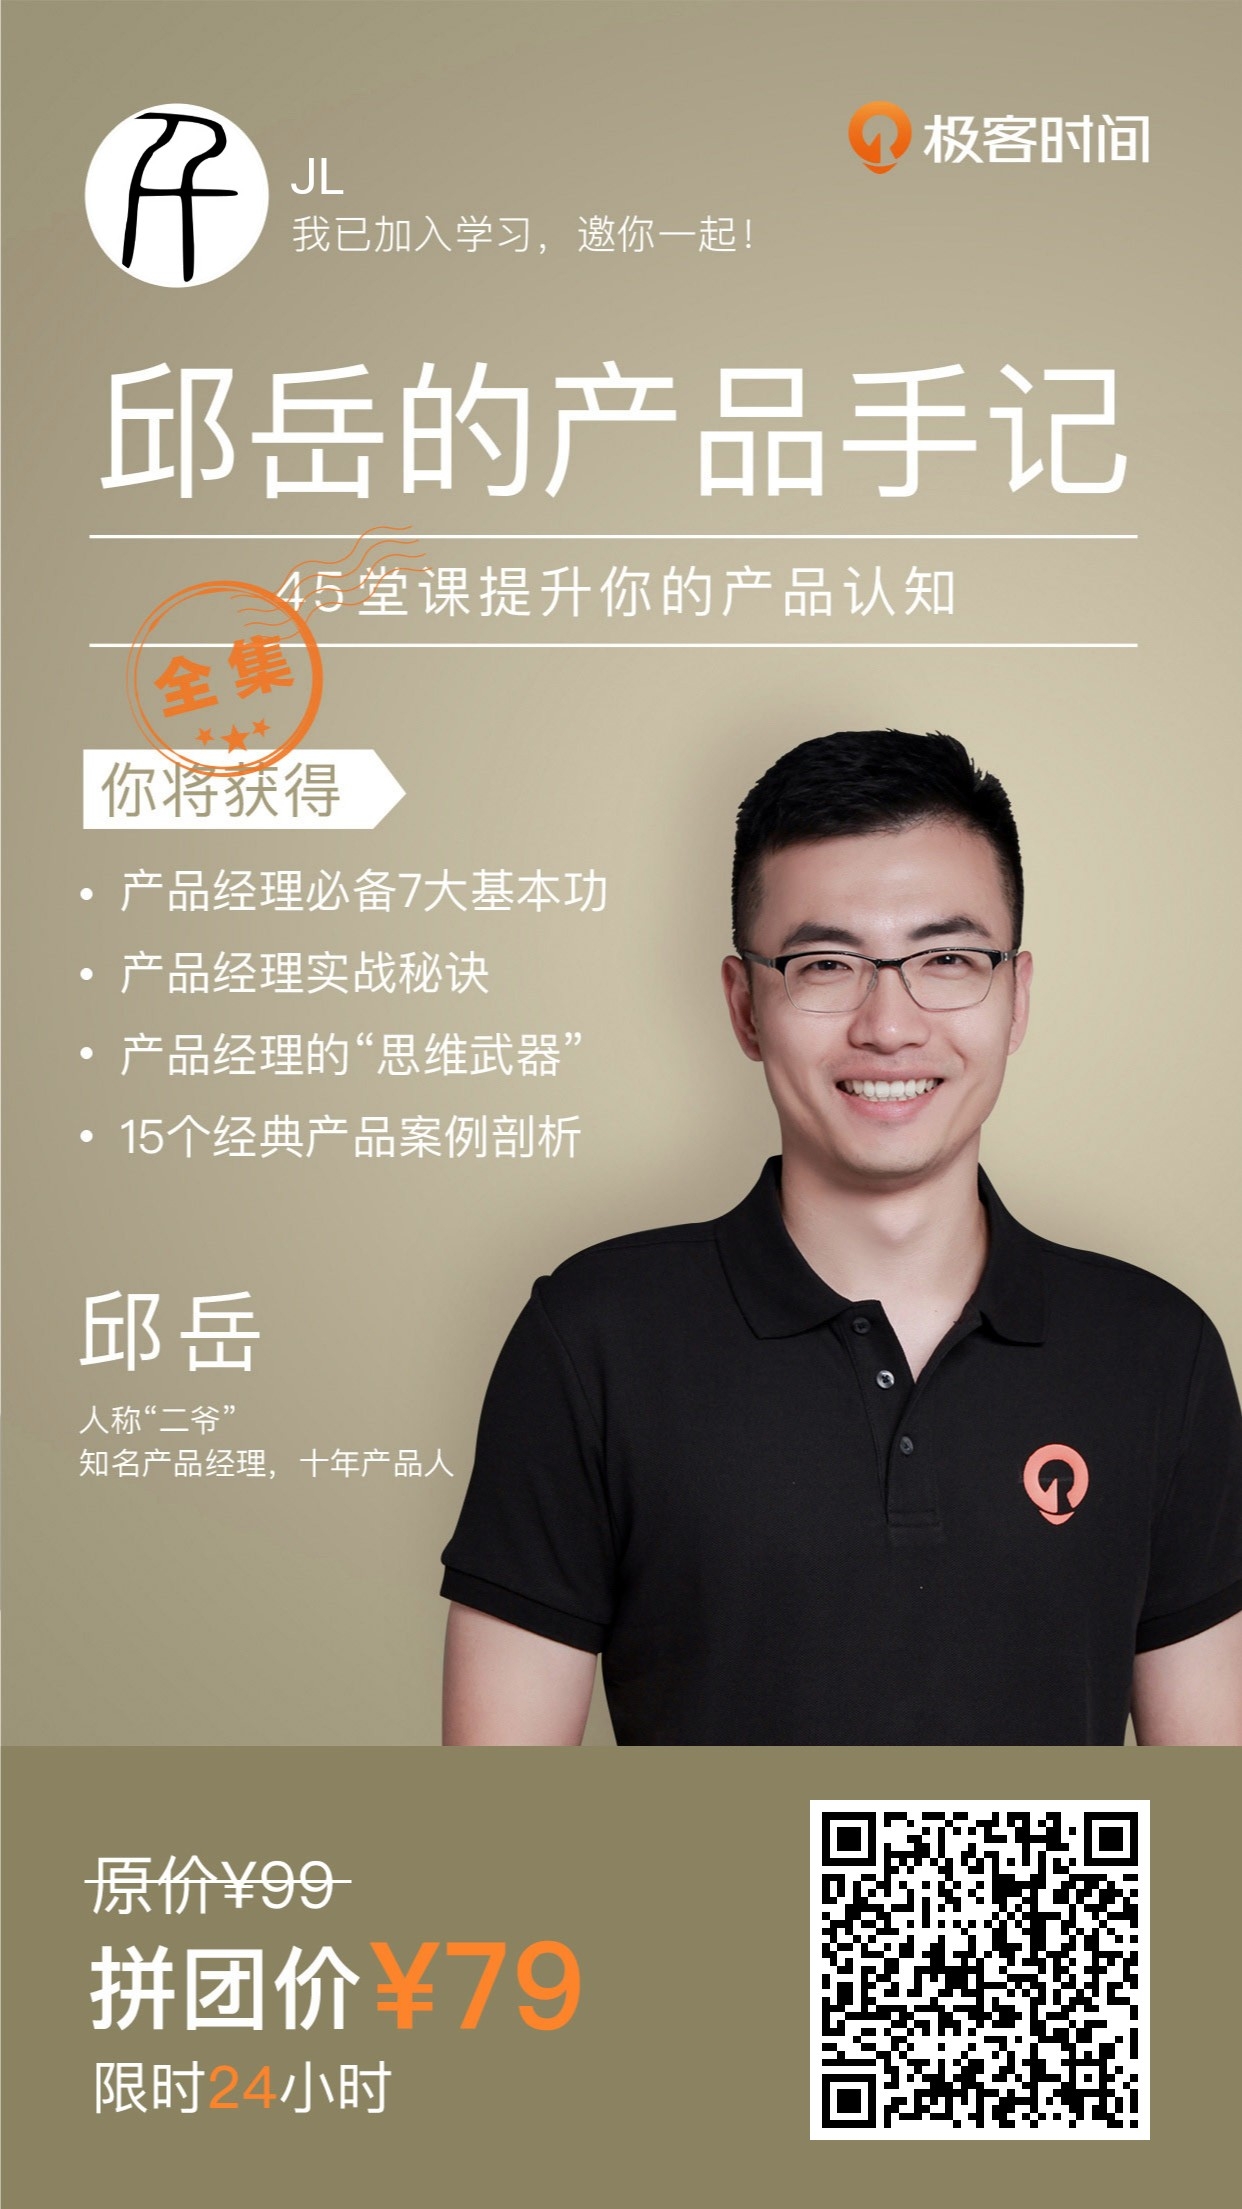 极客时间
JL
我已加入学习，邀你一起！
邱岳的产品手记
45堂课提升你的产品认知
全集
你将获得
• 产品经理必备7大基本功
• 产品经理实战秘诀
• 产品经理的“思维武器”
• 15个经典产品案例剖析
邱岳
人称“二爷”
知名产品经理，十年产品人
原价¥99
拼团价¥79
限时24小时